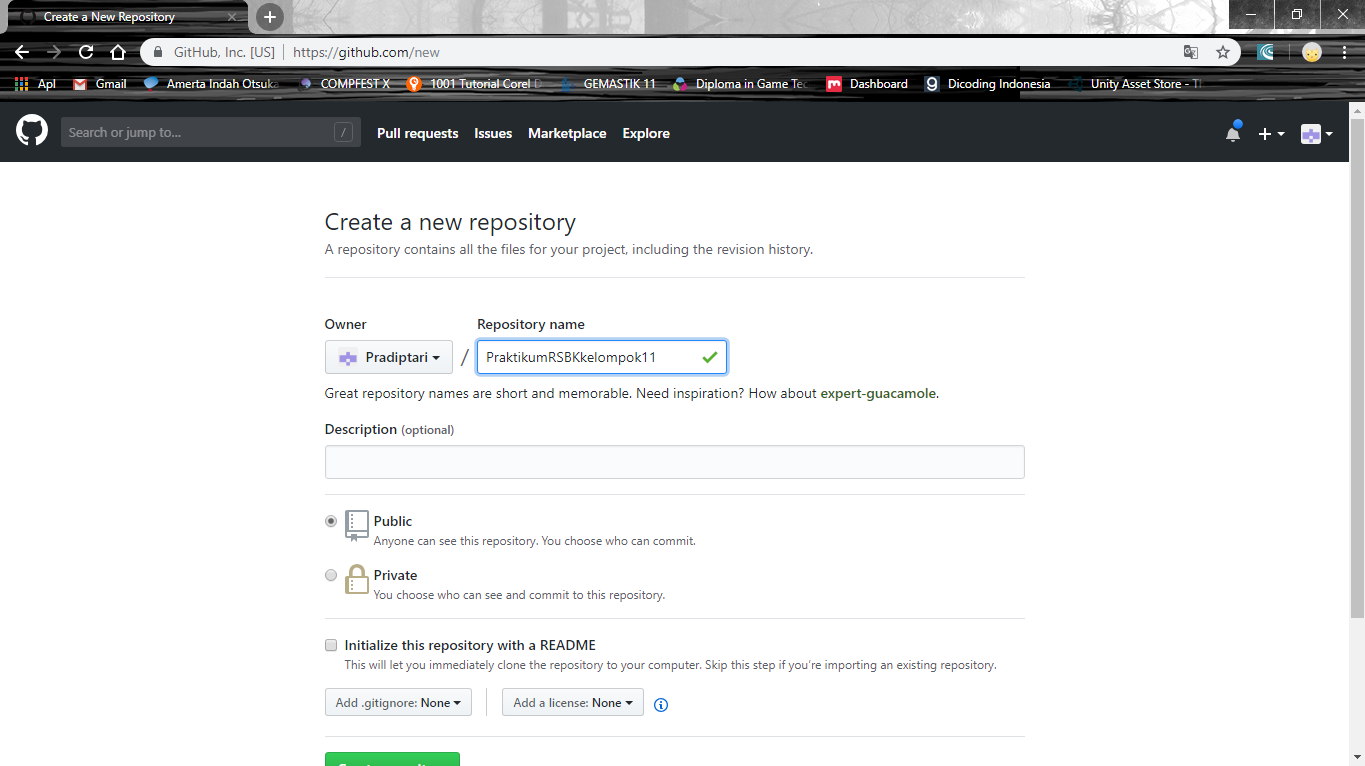 Create a New Repository
GitHub, Inc. [US] https://github.com/new
Apl Gmail Amerta Indah Otsuka COMPFEST X 1001 Tutorial Corel GEMASTIK 11 Diploma in Game Tec Dashboard Dicoding Indonesia Unity Asset Store -
Search or jump to... / Pull requests Issues Marketplace Explore
Create a new repository
A repository contains all the files for your project, including the revision history.
Owner Repository name
Pradiptari / PraktikumRSBKkelompok11
Great repository names are short and memorable. Need inspiration? How about expert-guacamole.
Description (optional)
Public
Anyone can see this repository. You choose who can commit.
Private
You choose who can see and commit to this repository.
Initialize this repository with a README
This will let you immediately clone the repository to your computer. Skip this step if you’re importing an existing repository.
Add .gitignore: None Add a license: None